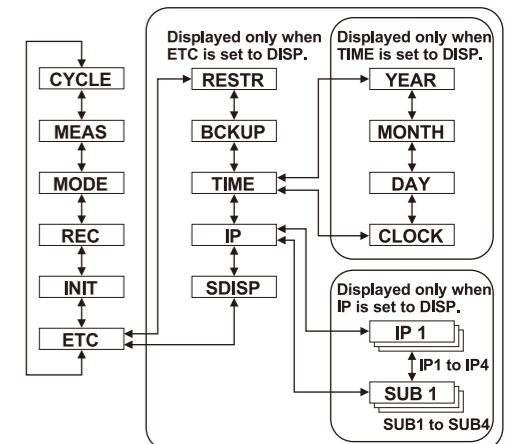 CYCLE
MEAS
MODE
REC
INIT
ETC
Displayed only when
ETC is set to DISP.
RESTR
BCKUP
TIME
IP
SDISP
Displayed only when
TIME is set to DISP.
YEAR
MONTH
DAY
CLOCK
Displayed only when
IP is set to DISP.
IP 1
IP1 to IP4
SUB 1
SUB1 to SUB4